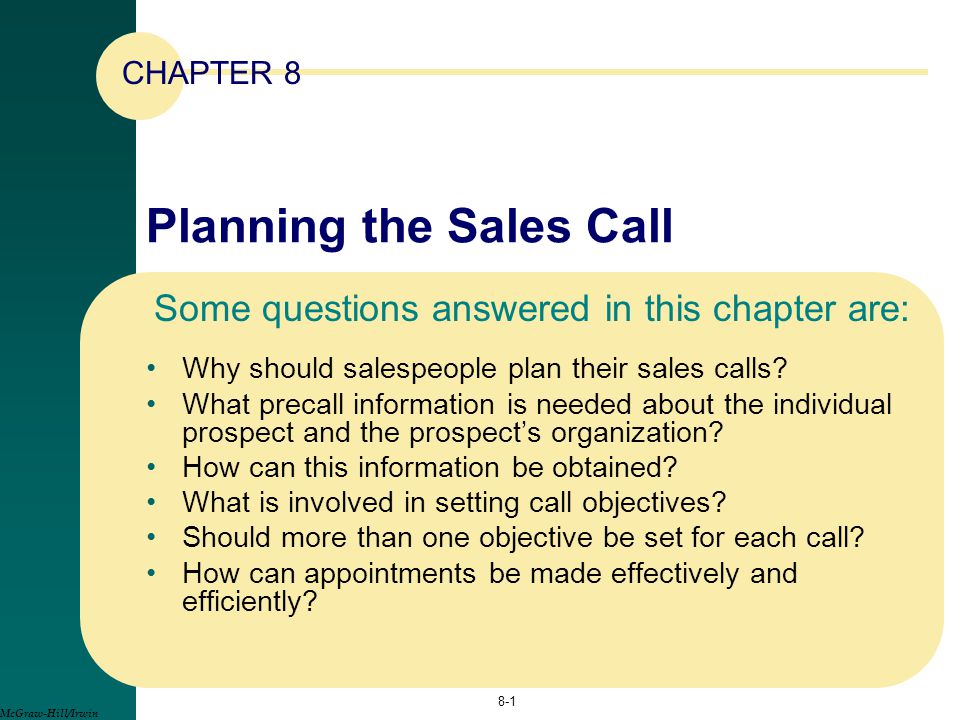 CHAPTER 8
Planning the Sales Call
Some questions answered in this chapter are:
• Why should salespeople plan their sales calls?
• What precall information is needed about the individual
prospect and the prospect’s organization?
• How can this information be obtained?
• What is involved in setting call objectives?
• Should more than one objective be set for each call?
• How can appointments be made effectively and
efficiently?
8-1
McGraw-Hill/Irwin